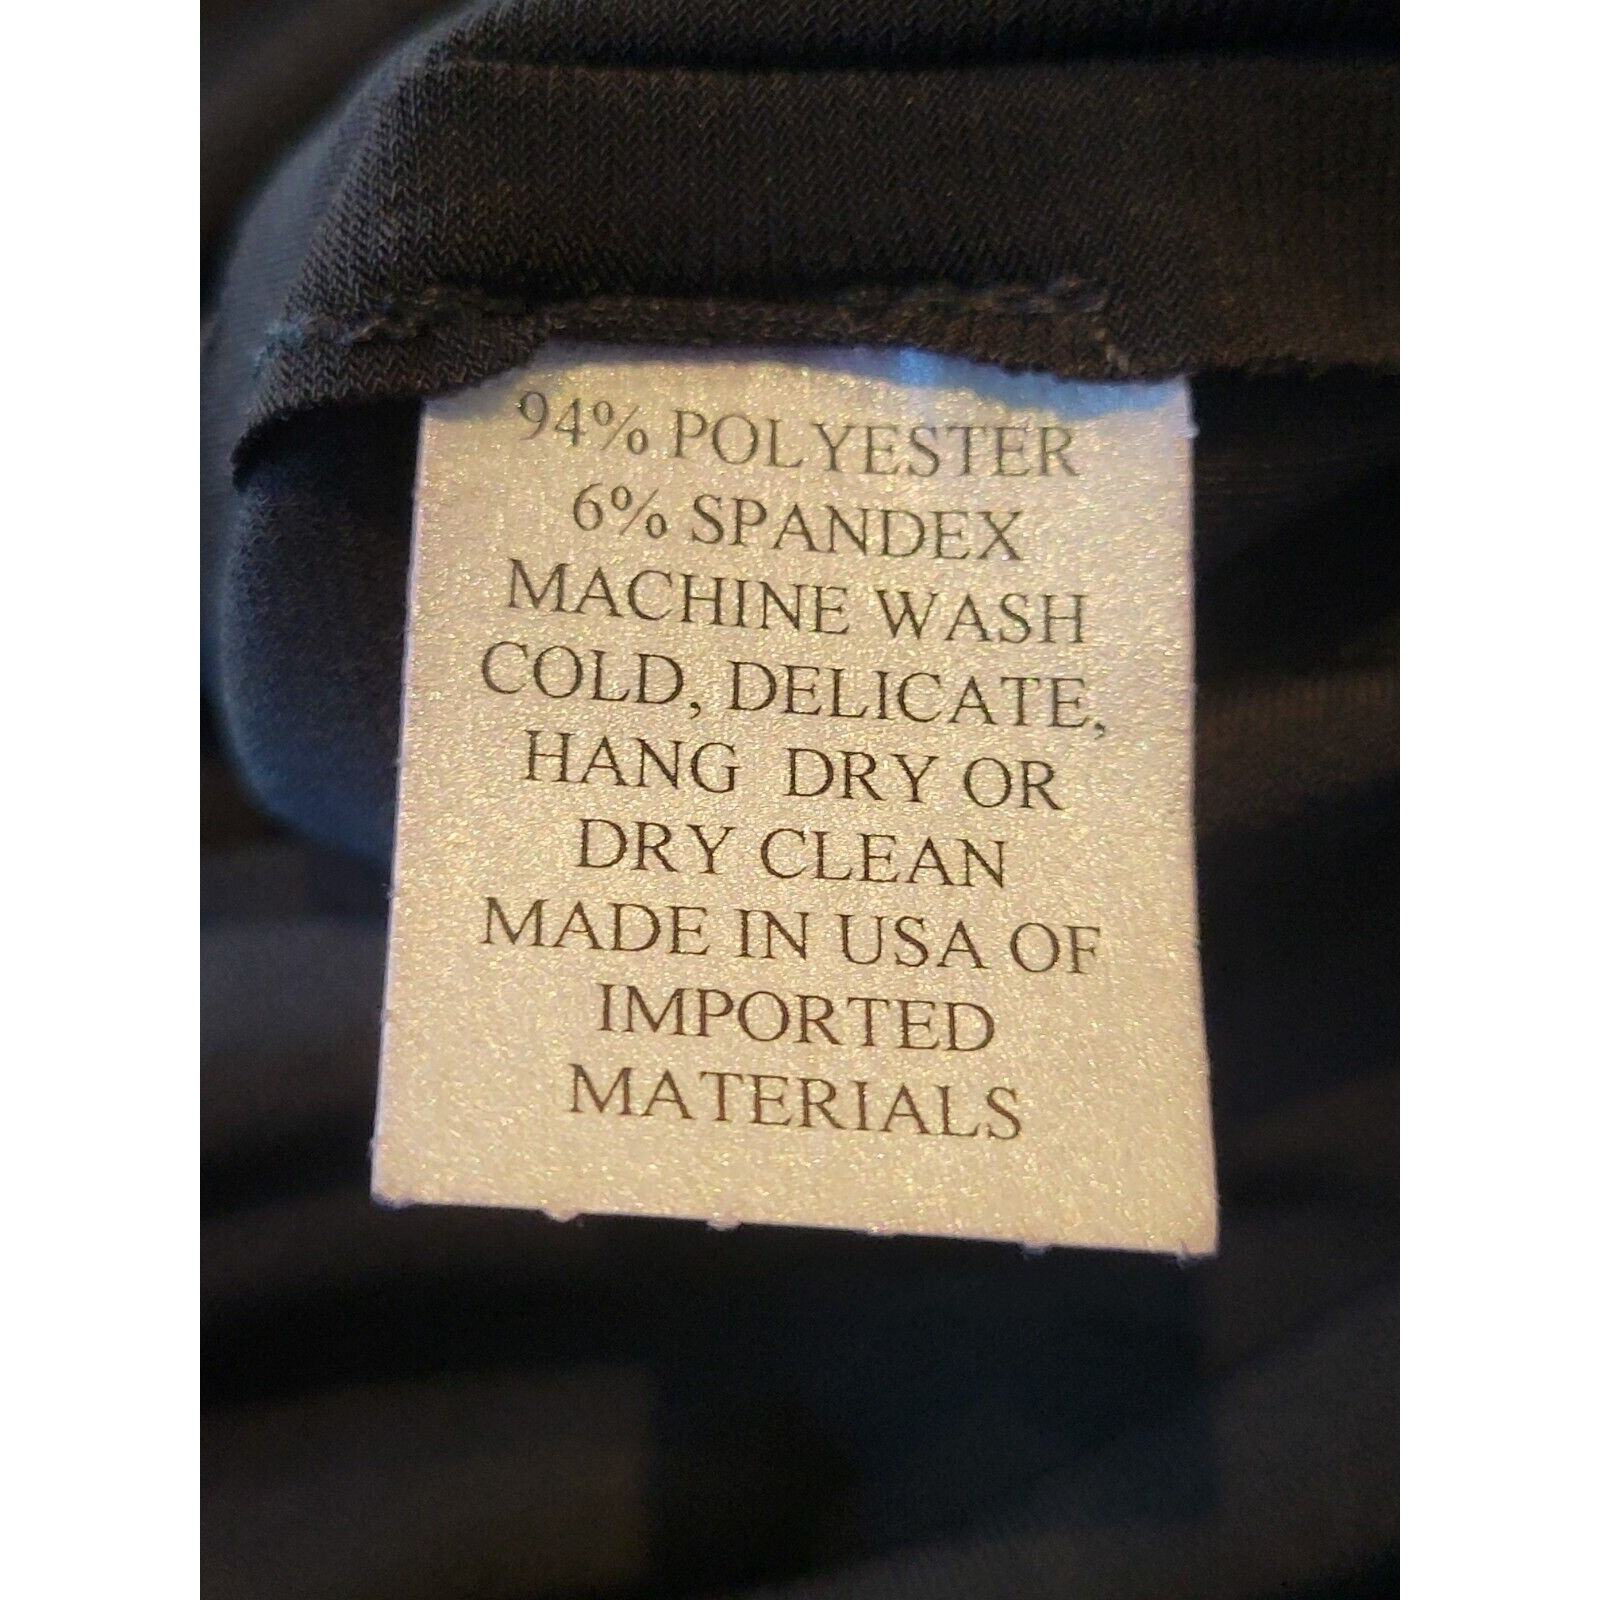 94% POLYESTER
6% SPANDEX
MACHINE WASH
COLD, DELICATE,
HANG DRY OR
DRY CLEAN
MADE IN USA OF
IMPORTED
MATERIALS